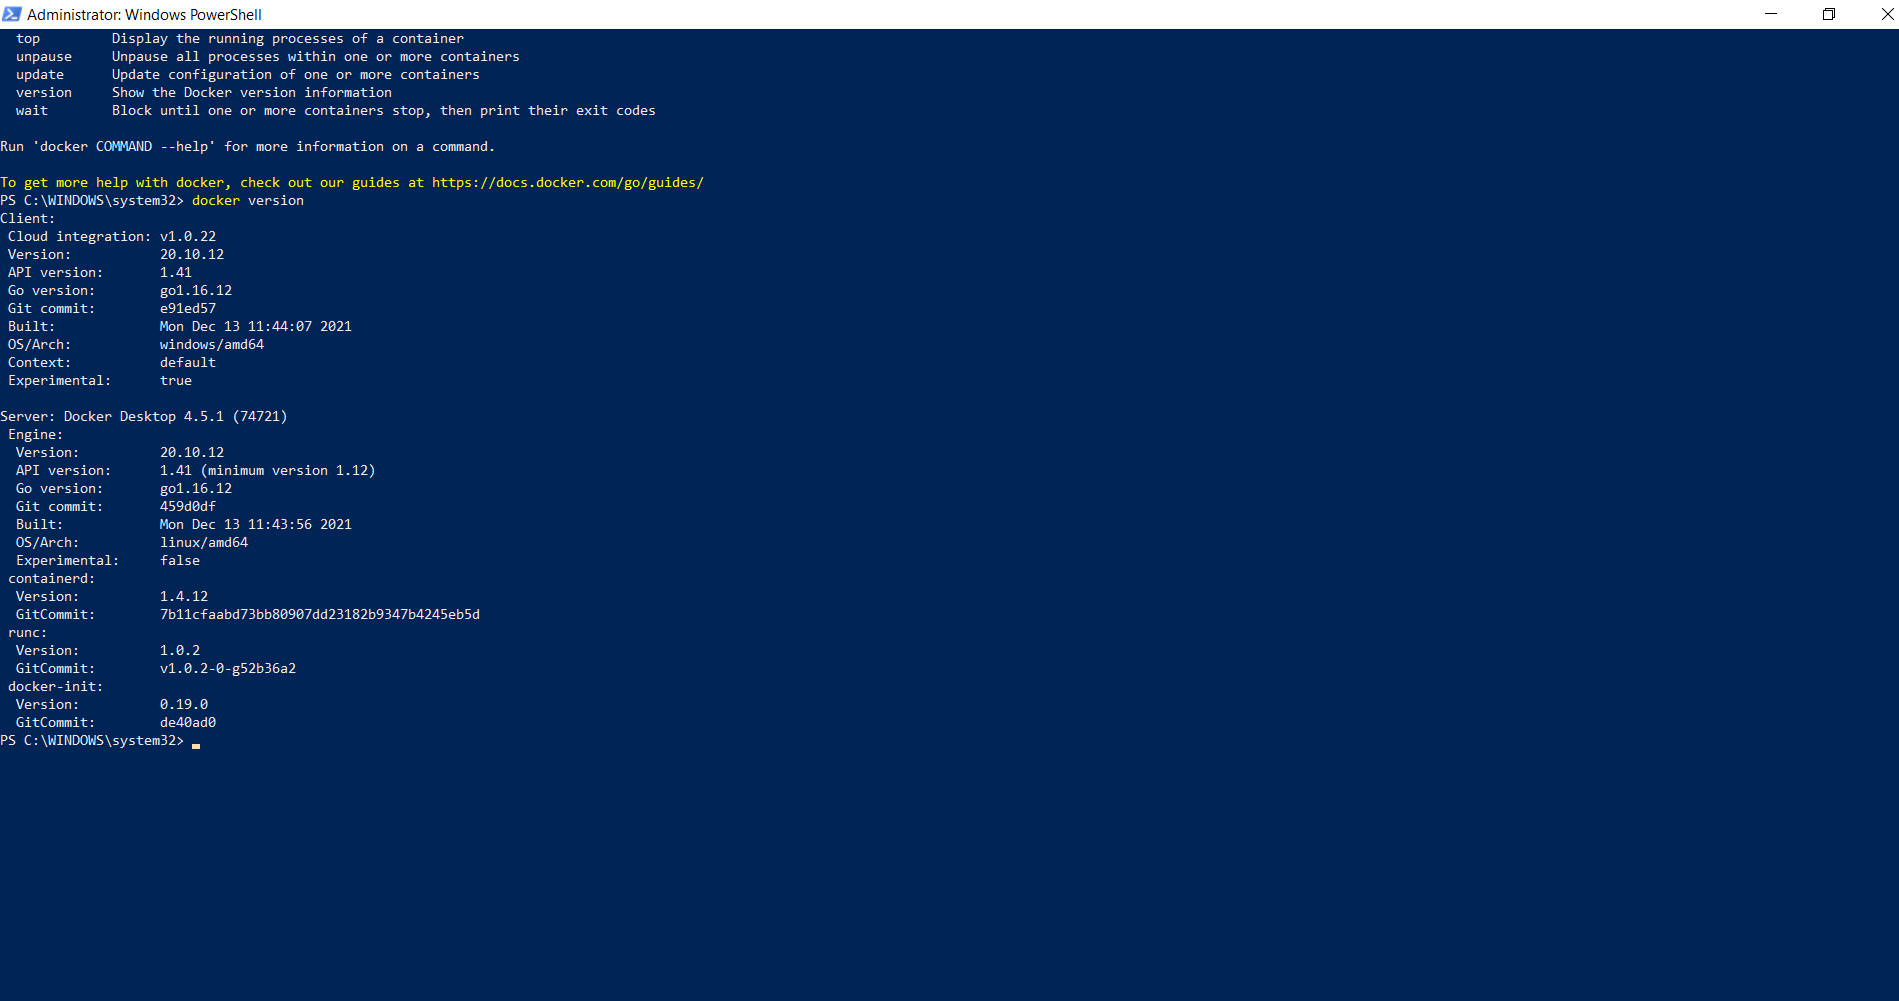 Administrator: Windows PowerShell
top Display the running processes of a container
unpause Unpause all processes within one or more containers
update Update configuration of one or more containers
version Show the Docker version information
wait Block until one or more containers stop, then print their exit codes
Run 'docker COMMAND --help' for more information on a command.
To get more help with docker, check out our guides at https://docs.docker.com/go/guides/
PS C:\WINDOWS\system32> docker version
Client:
Cloud integration: v1.0.22
Version: 20.10.12
API version: 1.41
Go version: go1.16.12
Git commit: e91ed57
Built: Mon Dec 13 11:44:07 2021
OS/Arch: windows/amd64
Context: default
Experimental: true
Server: Docker Desktop 4.5.1 (74721)
Engine:
Version: 20.10.12
API version: 1.41 (minimum version 1.12)
Go version: go1.16.12
Git commit: 459d0df
Built: Mon Dec 13 11:43:56 2021
OS/Arch: linux/amd64
Experimental: false
containerd:
Version: 1.4.12
GitCommit: 7b11cfaabd73bb80907dd23182b9347b4245eb5d
runc:
Version: 1.0.2
GitCommit: v1.0.2-0-g52b36a2
docker-init:
Version: 0.19.0
GitCommit: de40ad0
PS C:\WINDOWS\system32>